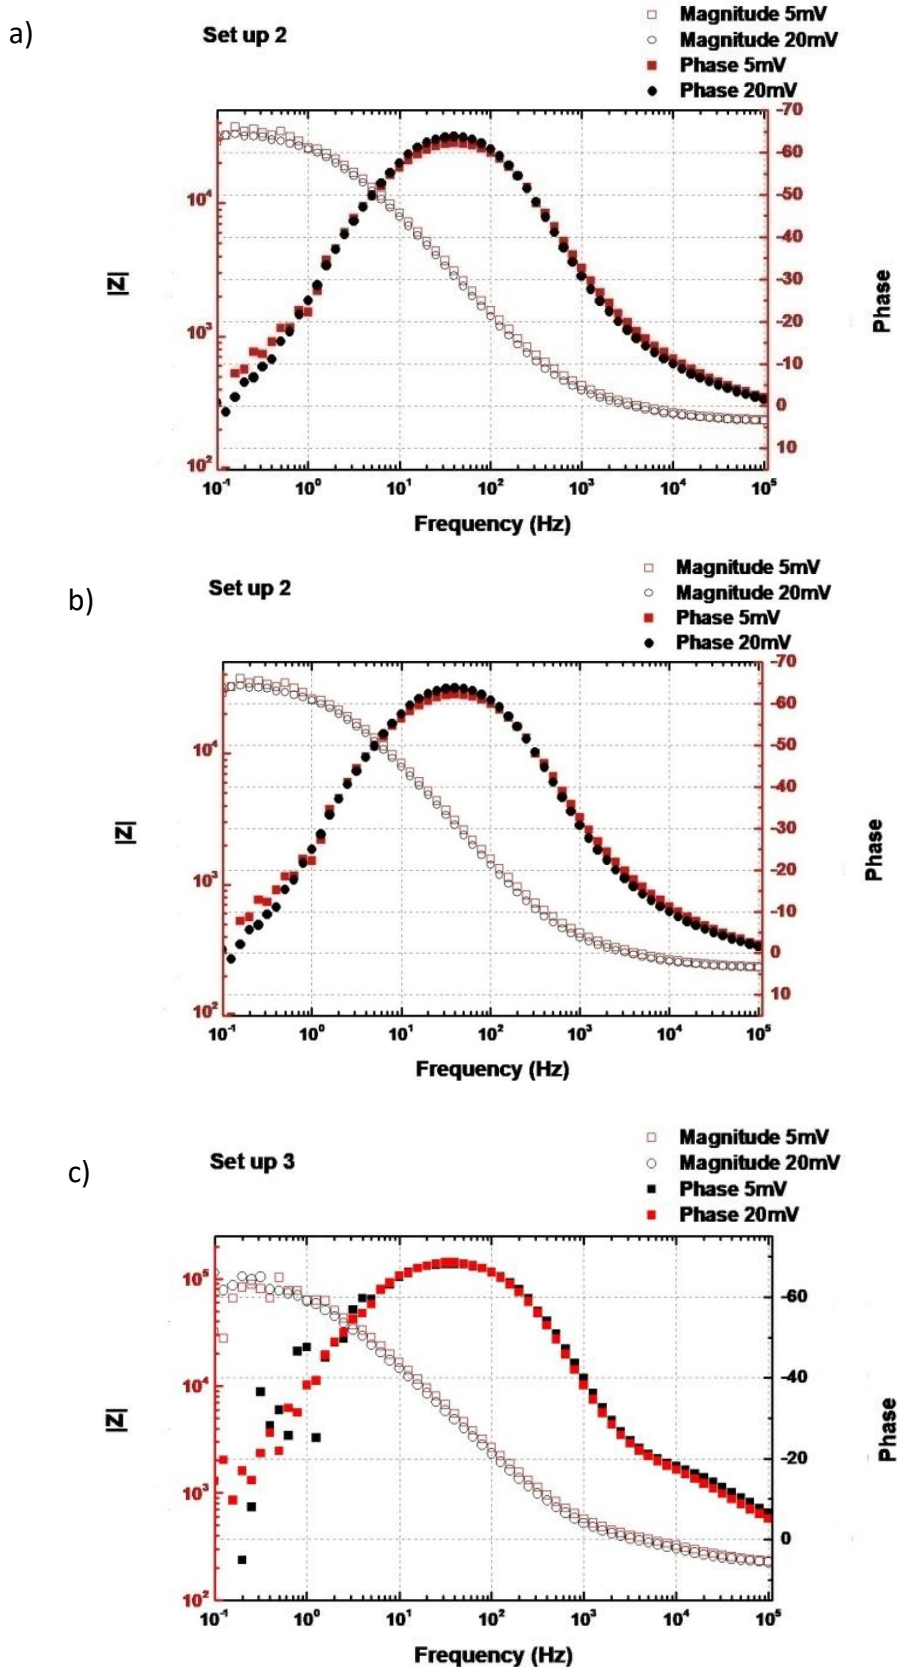 a)
Set up 2
Magnitude 5mV
Magnitude 20mV
Phase 5mV
Phase 20mV
-70
-60
-50
-40
-30
-20
-10
0
10
10⁴
10³
10²
|Z|
Phase
10⁻¹ 10⁰ 10¹ 10² 10³ 10⁴ 10⁵
Frequency (Hz)
b)
Set up 2
Magnitude 5mV
Magnitude 20mV
Phase 5mV
Phase 20mV
-70
-60
-50
-40
-30
-20
-10
0
10
10⁴
10³
10²
|Z|
Phase
10⁻¹ 10⁰ 10¹ 10² 10³ 10⁴ 10⁵
Frequency (Hz)
c)
Set up 3
Magnitude 5mV
Magnitude 20mV
Phase 5mV
Phase 20mV
10⁵
10⁴
10³
10²
-60
-40
-20
0
|Z|
Phase
10⁻¹ 10⁰ 10¹ 10² 10³ 10⁴ 10⁵
Frequency (Hz)